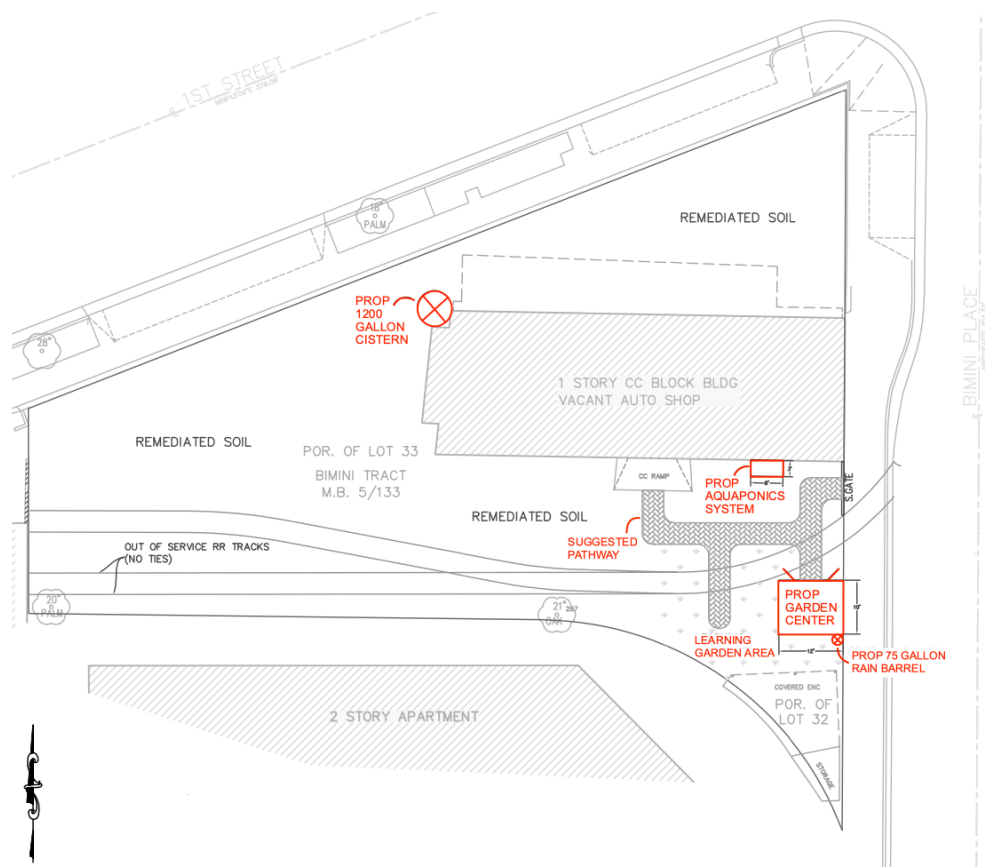 1ST STREET
BIMINI PLACE
18"
PALM
REMEDIATED SOIL
PROP
1200
GALLON
CISTERN
28"
1 STORY CC BLOCK BLDG
VACANT AUTO SHOP
REMEDIATED SOIL
POR. OF LOT 33
BIMINI TRACT
M.B. 5/133
CC RAMP
PROP
AQUAPONICS
SYSTEM
S.GATE
REMEDIATED SOIL
SUGGESTED
PATHWAY
OUT OF SERVICE RR TRACKS
(NO TIES)
20"
PALM
21"
OAK
PROP
GARDEN
CENTER
10'
12'
LEARNING
GARDEN AREA
PROP 75 GALLON
RAIN BARREL
COVERED ENC
POR. OF
LOT 32
STORAGE
2 STORY APARTMENT